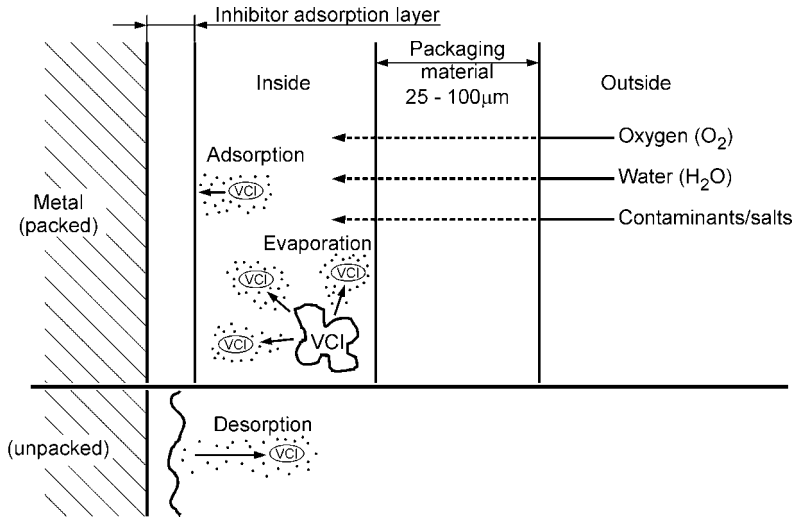 Inhibitor adsorption layer
Packaging
material
25 - 100μm
Inside
Outside
Oxygen (O₂)
Adsorption
VCI
Water (H₂O)
Metal
(packed)
Contaminants/salts
Evaporation
VCI
VCI
VCI
VCI
Desorption
(unpacked)
VCI